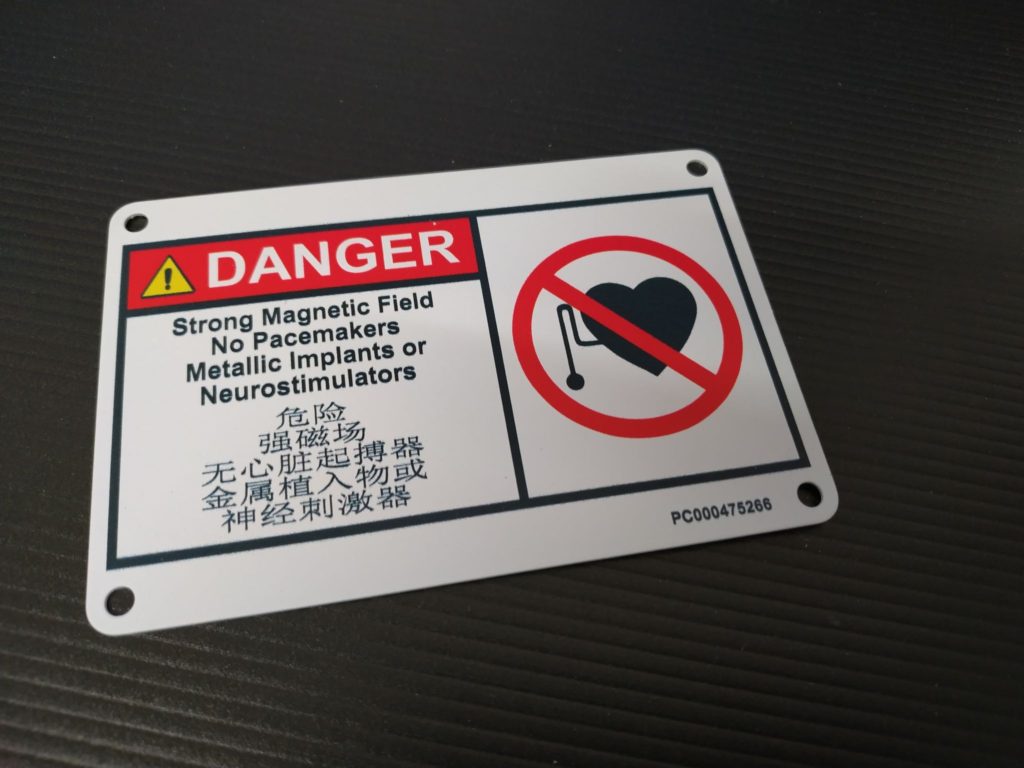 DANGER
Strong Magnetic Field
No Pacemakers
Metallic Implants or
Neurostimulators
危险
强磁场
无心脏起搏器
金属植入物或
神经刺激器
PC000475266